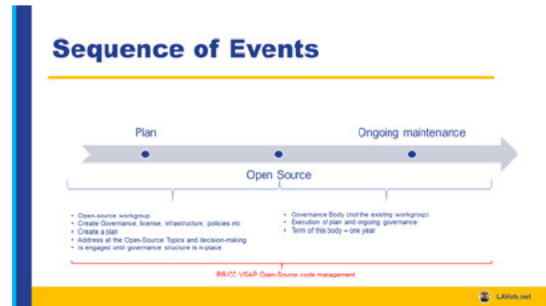 Sequence of Events
Plan
Ongoing maintenance
Open Source
• Open-source workgroup
• Create Governance, license, infrastructure, policies etc
• Create a plan
• Address all the Open-Source Topics and decision-making
• Is engaged until governance structure is in-place
• Governance Body (not the existing workgroup)
• Execution of plan and ongoing governance
• Term of this body – one year
RR/CC VSAP Open-Source code management
LAVote.net